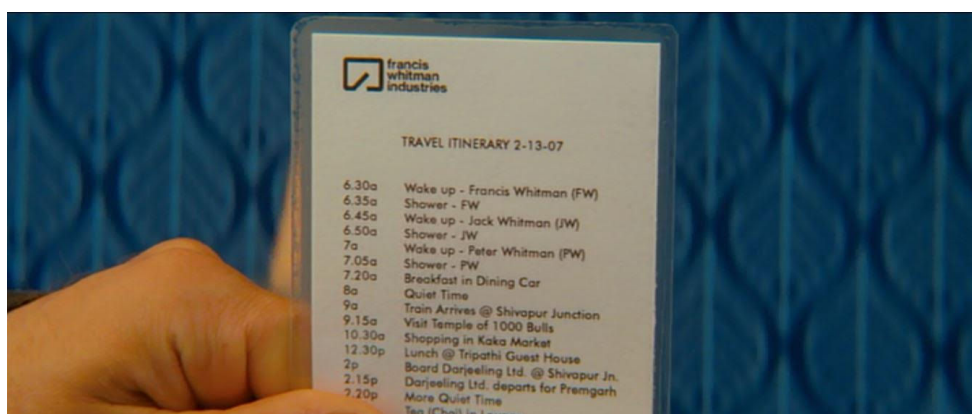 francis
whitman
industries
TRAVEL ITINERARY 2-13-07
6.30a Wake up - Francis Whitman (FW)
6.35a Shower - FW
6.45a Wake up - Jack Whitman (JW)
6.50a Shower - JW
7a Wake up - Peter Whitman (PW)
7.05a Shower - PW
7.20a Breakfast in Dining Car
8a Quiet Time
9a Train Arrives @ Shivapur Junction
9.15a Visit Temple of 1000 Bulls
10.30a Shopping in Kaka Market
12.30p Lunch @ Tripathi Guest House
2p Board Darjeeling Ltd. @ Shivapur Jn.
2.15p Darjeeling Ltd. departs for Premgarh
2.20p More Quiet Time
Tea (Chai) in